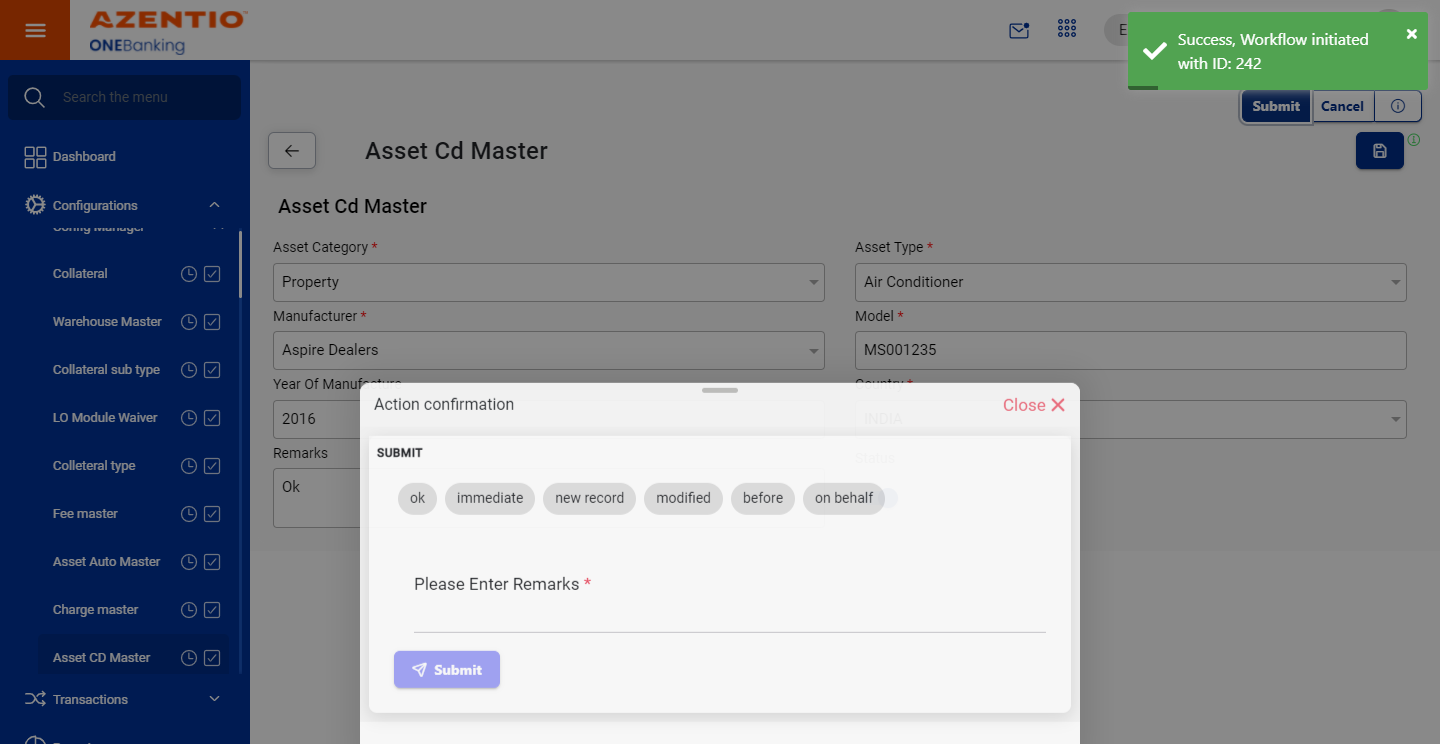 AZENTIO
ONEBanking
Success, Workflow initiated
with ID: 242
Search the menu
Submit
Cancel
Dashboard
Asset Cd Master
Configurations
Asset Cd Master
Config Manager
Asset Category *
Asset Type *
Collateral
Property
Air Conditioner
Warehouse Master
Manufacturer *
Model *
Aspire Dealers
MS001235
Collateral sub type
Year Of Manufacture
Country *
Action confirmation
Close
LO Module Waiver
2016
INDIA
Remarks
SUBMIT
Status
Colleteral type
Ok
ok
immediate
new record
modified
before
on behalf
Fee master
Asset Auto Master
Please Enter Remarks *
Charge master
Asset CD Master
Submit
Transactions